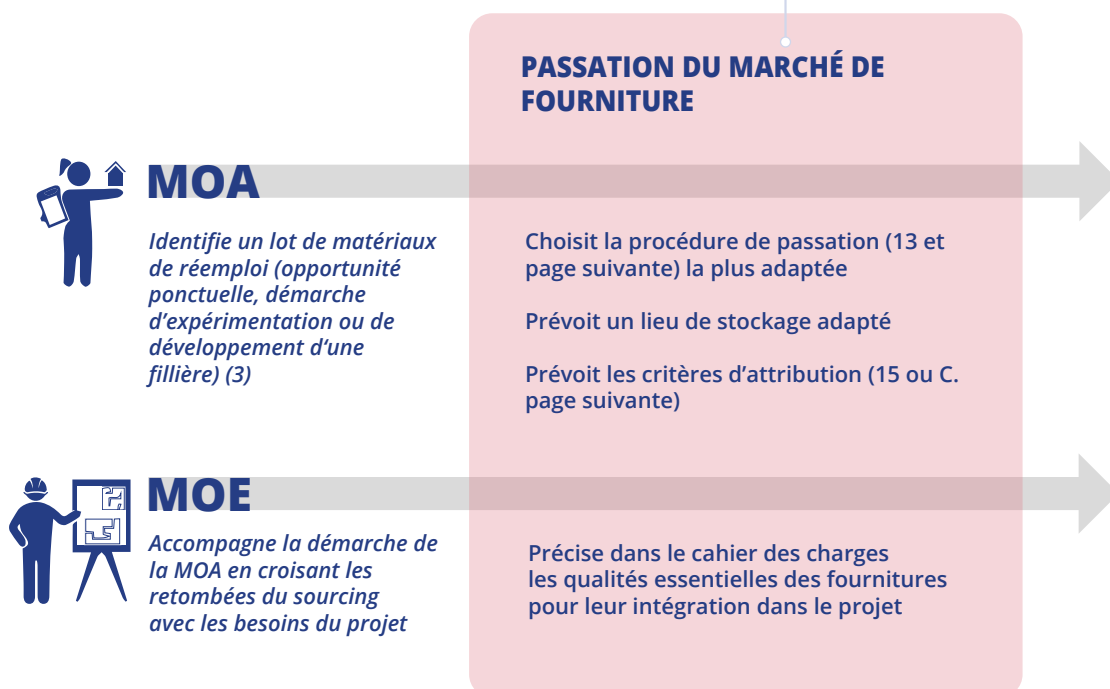 PASSATION DU MARCHÉ DE
FOURNITURE
MOA
Identifie un lot de matériaux
de réemploi (opportunité
ponctuelle, démarche
d’expérimentation ou de
développement d’une
fillière) (3)
Choisit la procédure de passation (13 et
page suivante) la plus adaptée
Prévoit un lieu de stockage adapté
Prévoit les critères d’attribution (15 ou C.
page suivante)
MOE
Accompagne la démarche de
la MOA en croisant les
retombées du sourcing
avec les besoins du projet
Précise dans le cahier des charges
les qualités essentielles des fournitures
pour leur intégration dans le projet